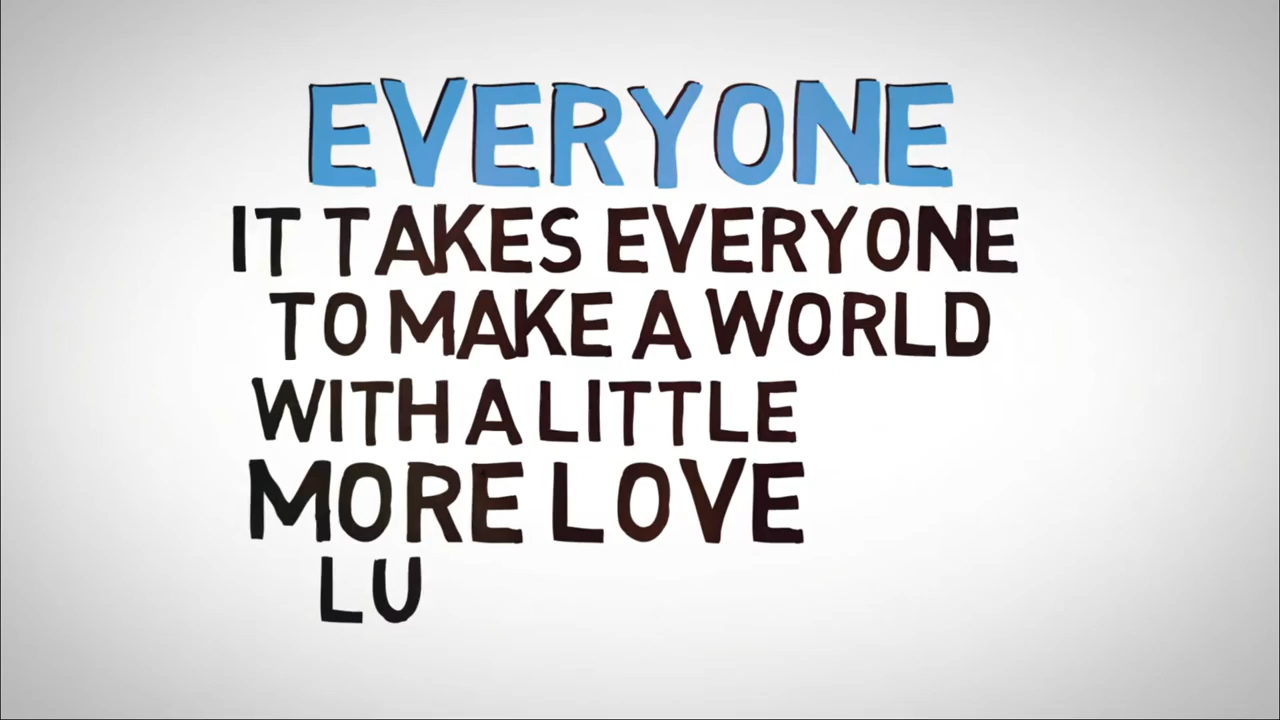 EVERYONE
IT TAKES EVERYONE
TO MAKE A WORLD
WITH A LITTLE
MORE LOVE
LU